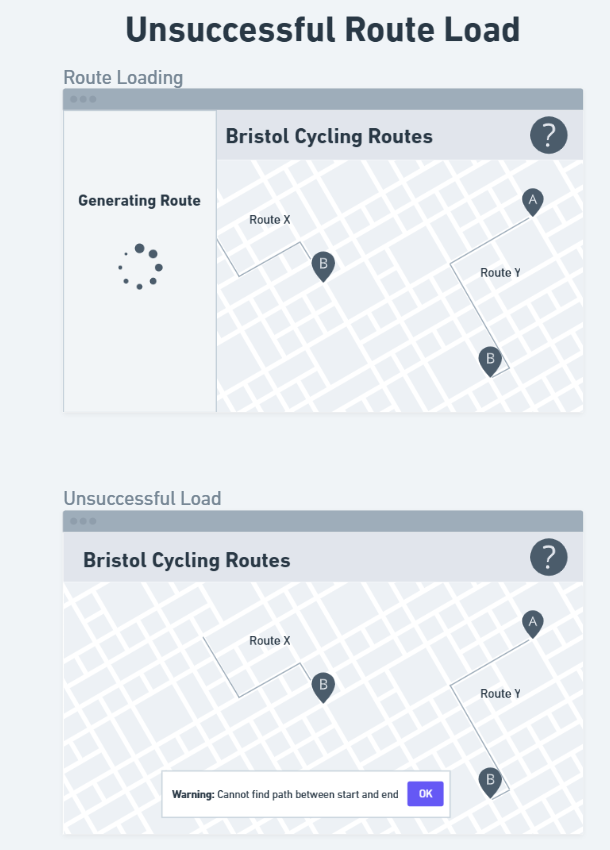 Unsuccessful Route Load
Route Loading
Bristol Cycling Routes
?
Generating Route
Route X
A
B
Route Y
B
Unsuccessful Load
Bristol Cycling Routes
?
Route X
A
B
Route Y
B
Warning: Cannot find path between start and end
OK